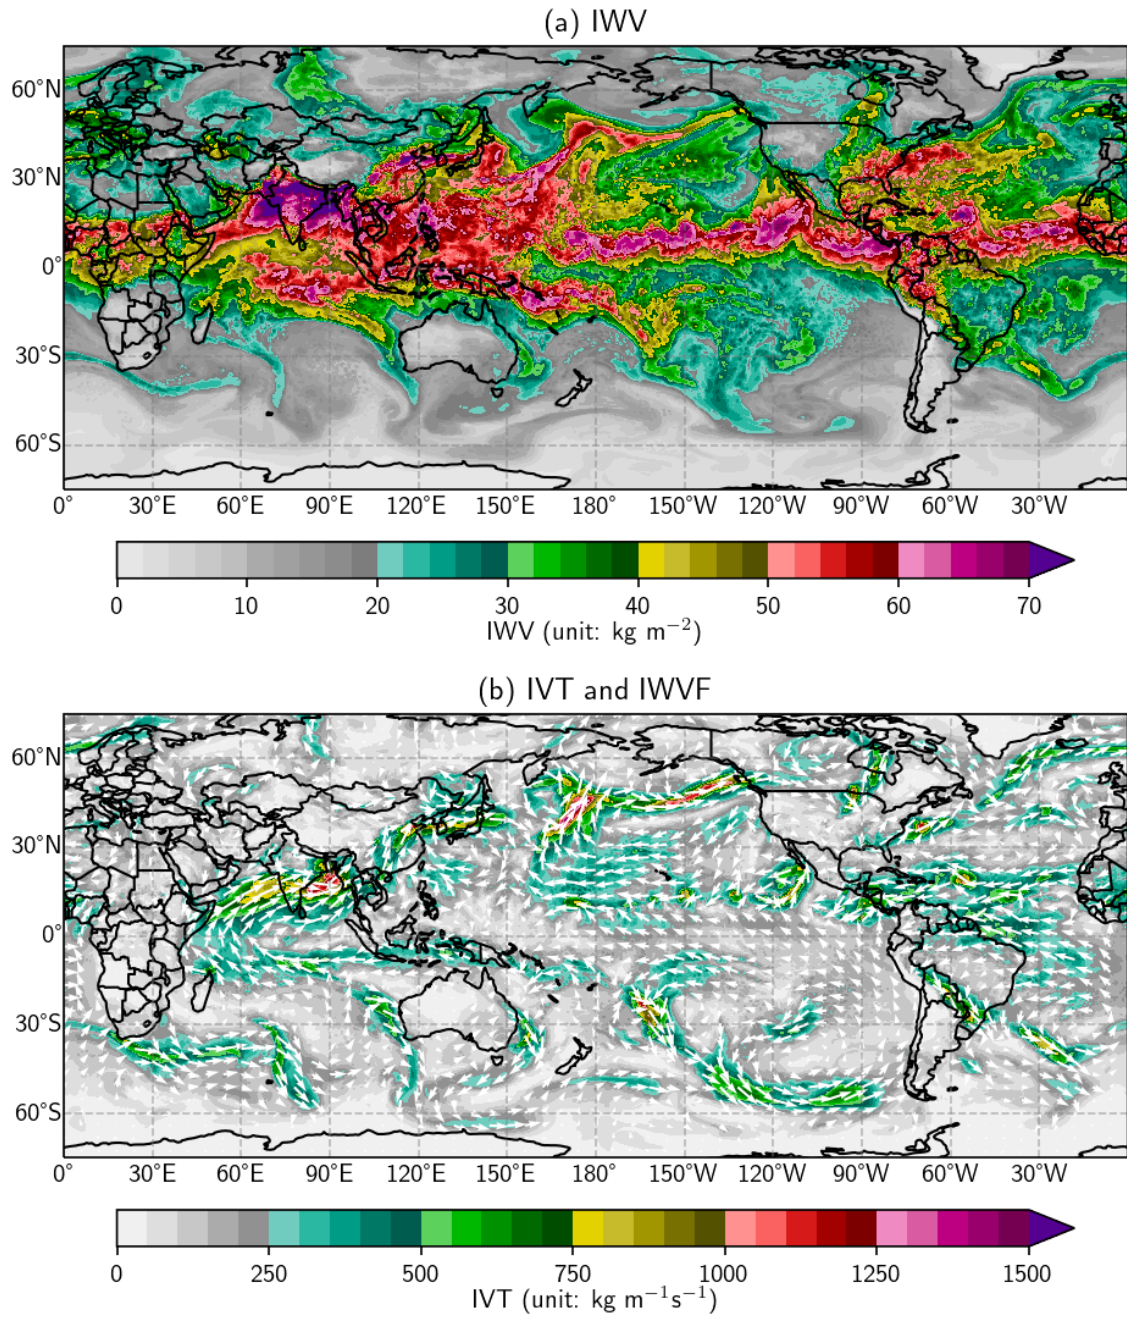 (a) IWV
60°N
30°N
0°
30°S
60°S
0° 30°E 60°E 90°E 120°E 150°E 180° 150°W 120°W 90°W 60°W 30°W
0 10 20 30 40 50 60 70
IWV (unit: kg m⁻²)
(b) IVT and IWVF
60°N
30°N
0°
30°S
60°S
0° 30°E 60°E 90°E 120°E 150°E 180° 150°W 120°W 90°W 60°W 30°W
0 250 500 750 1000 1250 1500
IVT (unit: kg m⁻¹s⁻¹)